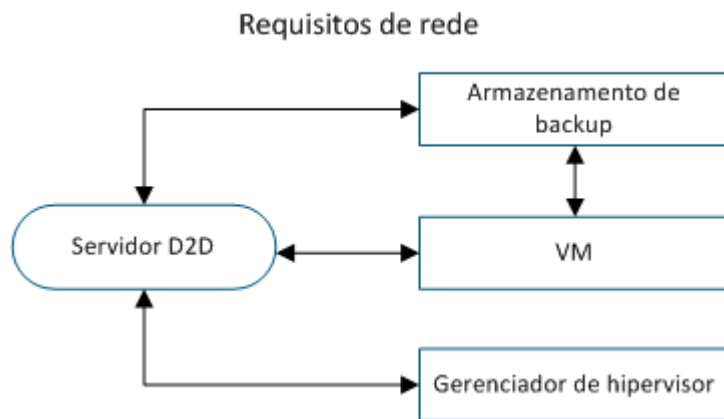 Requisitos de rede
Armazenamento de
backup
Servidor D2D
VM
Gerenciador de hipervisor